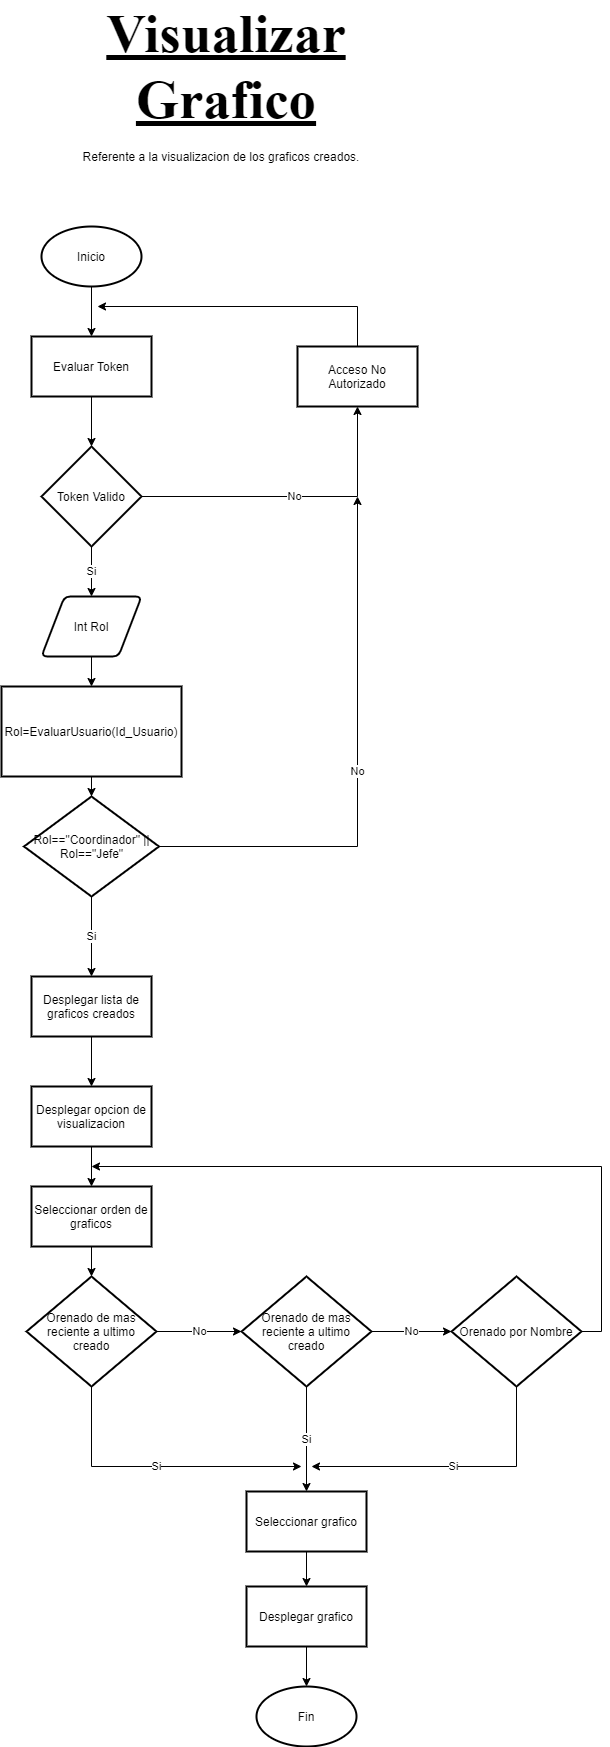 Visualizar
Grafico
Referente a la visualizacion de los graficos creados.
Inicio
Evaluar Token
Acceso No
Autorizado
Token Valido
No
Si
Int Rol
Rol=EvaluarUsuario(Id_Usuario)
No
Rol=="Coordinador" ||
Rol=="Jefe"
Si
Desplegar lista de
graficos creados
Desplegar opcion de
visualizacion
Seleccionar orden de
graficos
Orenado de mas
reciente a ultimo
creado
No
Orenado de mas
reciente a ultimo
creado
No
Orenado por Nombre
Si
Si
Si
Seleccionar grafico
Desplegar grafico
Fin